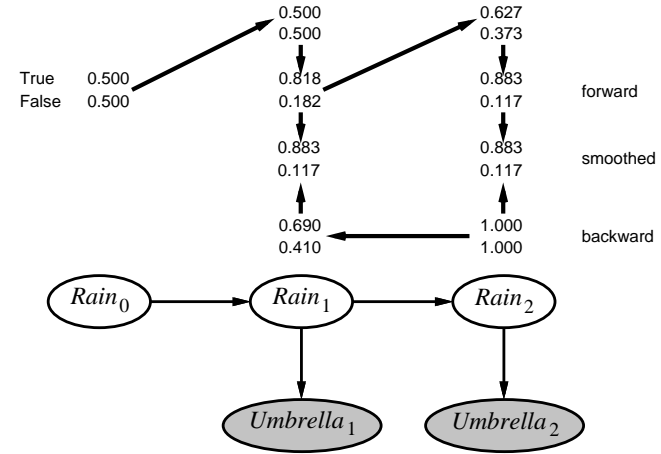 0.500 0.627
0.500 0.373
True 0.500 0.818 0.883 forward
False 0.500 0.182 0.117
0.883 0.883 smoothed
0.117 0.117
0.690 1.000 backward
0.410 1.000
Rain0 Rain1 Rain2
Umbrella1 Umbrella2